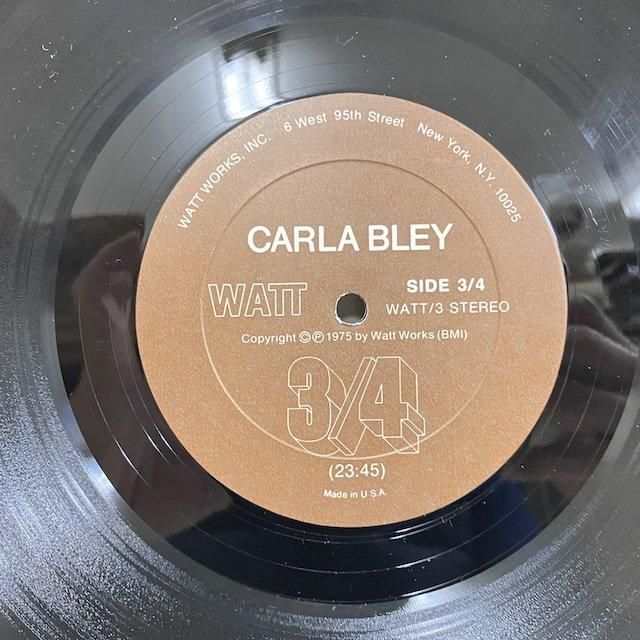 WATT WORKS, INC. 6 West 95th Street New York, N.Y. 10025
CARLA BLEY
WATT
SIDE 3/4
WATT/3 STEREO
Copyright ©℗ 1975 by Watt Works (BMI)
3/4
(23:45)
Made in U.S.A.